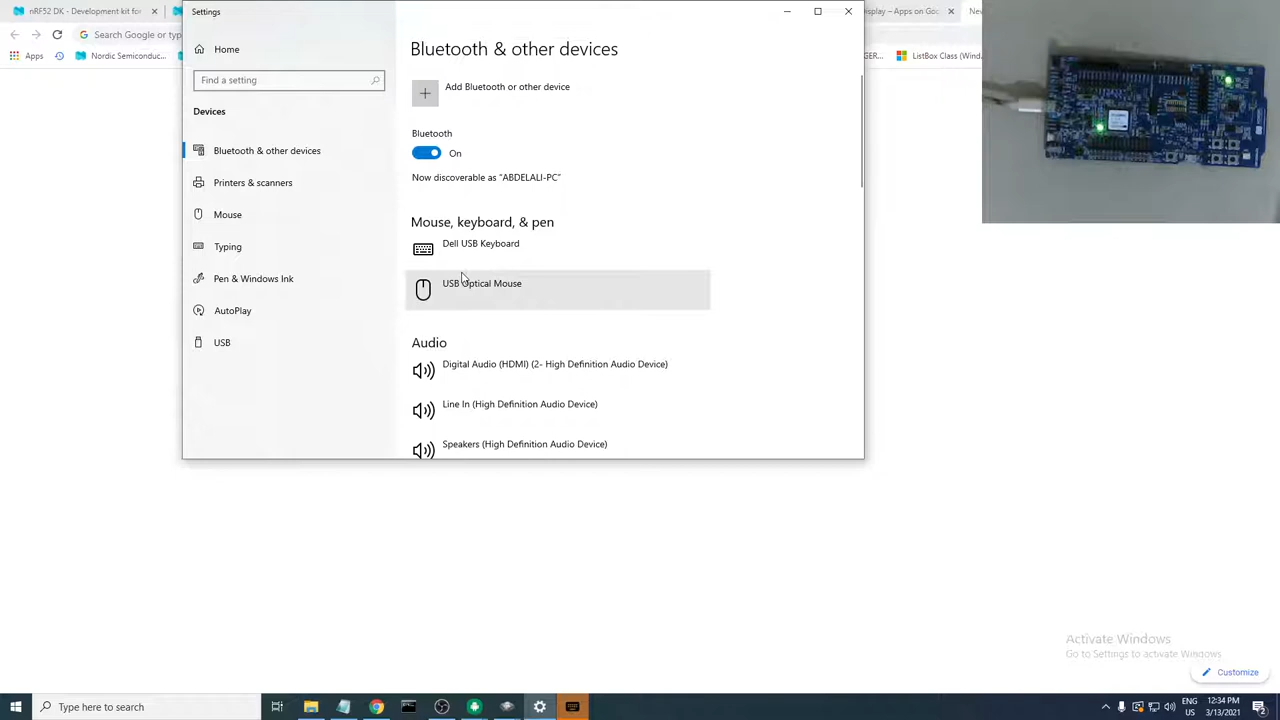 nRF52 DK - Development kit for
Display – Apps on Goo
New
Search Google or typ
Apps
Nordic Semiconduc...
ListBox Class (Wind
Settings
Home
Find a setting
Devices
Bluetooth & other devices
Printers & scanners
Mouse
Typing
Pen & Windows Ink
AutoPlay
USB
Bluetooth & other devices
Add Bluetooth or other device
Bluetooth
On
Now discoverable as "ABDELALI-PC"
Mouse, keyboard, & pen
Dell USB Keyboard
USB Optical Mouse
Audio
Digital Audio (HDMI) (2- High Definition Audio Device)
Line In (High Definition Audio Device)
Speakers (High Definition Audio Device)
Activate Windows
Go to Settings to activate Windows.
Customize
Type here to search
ENG
US
12:34 PM
3/13/2021
2